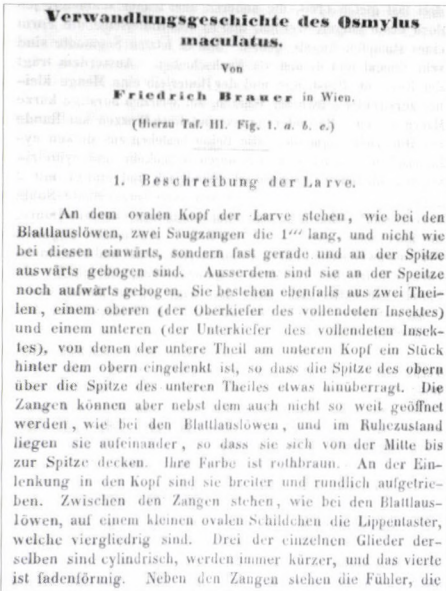 Verwandlungsgeschichte des Osmylus
maculatus.
Von
Friedrich Brauer in Wien.
(Hierzu Taf. III. Fig. 1. a. b. e.)
1. Beschreibung der Larve.
An dem ovalen Kopf der Larve stehen, wie bei den
Blattlauslöwen, zwei Saugzangen die 1''' lang, und nicht wie
bei diesen einwärts, sondern fast gerade und an der Spitze
auswärts gebogen sind. Ausserdem sind sie an der Speitze
noch aufwärts gebogen. Sie bestehen ebenfalls aus zwei Thei-
len, einem oberen (der Oberkiefer des vollendeten Insektes)
und einem unteren (der Unterkiefer des vollendeten Insek-
tes), von denen der untere Theil am unteren Kopf ein Stück
hinter dem obern eingelenkt ist, so dass die Spitze des obern
über die Spitze des unteren Theiles etwas hinüberragt. Die
Zangen können aber nebst dem auch nicht so weit geöffnet
werden, wie bei den Blattlauslöwen, und im Ruhezustand
liegen sie aufeinander, so dass sie sich von der Mitte bis
zur Spitze decken. Ihre Farbe ist rothbraun. An der Ein-
lenkung in den Kopf sind sie breiter und rundlich aufgetrie-
ben. Zwischen den Zangen stehen, wie bei den Blattlaus-
löwen, auf einem kleinen ovalen Schildchen die Lippentaster,
welche viergliedrig sind. Drei der einzelnen Glieder der-
selben sind cylindrisch, werden immer kürzer, und das vierte
ist fadenförmig. Neben den Zangen stehen die Fühler, die